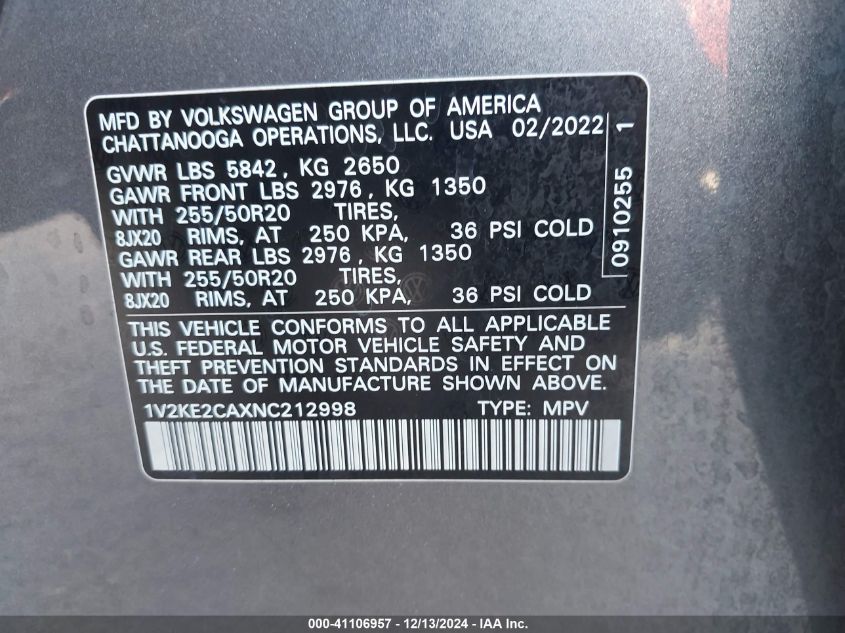 MFD BY VOLKSWAGEN GROUP OF AMERICA
CHATTANOOGA OPERATIONS, LLC. USA 02/2022
GVWR LBS 5842, KG 2650
GAWR FRONT LBS 2976, KG 1350
WITH 255/50R20 TIRES,
8JX20 RIMS, AT 250 KPA, 36 PSI COLD
GAWR REAR LBS 2976, KG 1350
WITH 255/50R20 TIRES,
8JX20 RIMS, AT 250 KPA, 36 PSI COLD
0910255 1
THIS VEHICLE CONFORMS TO ALL APPLICABLE
U.S. FEDERAL MOTOR VEHICLE SAFETY AND
THEFT PREVENTION STANDARDS IN EFFECT ON
THE DATE OF MANUFACTURE SHOWN ABOVE.
1V2KE2CAXNC212998 TYPE: MPV
000-41106957 - 12/13/2024 - IAA Inc.